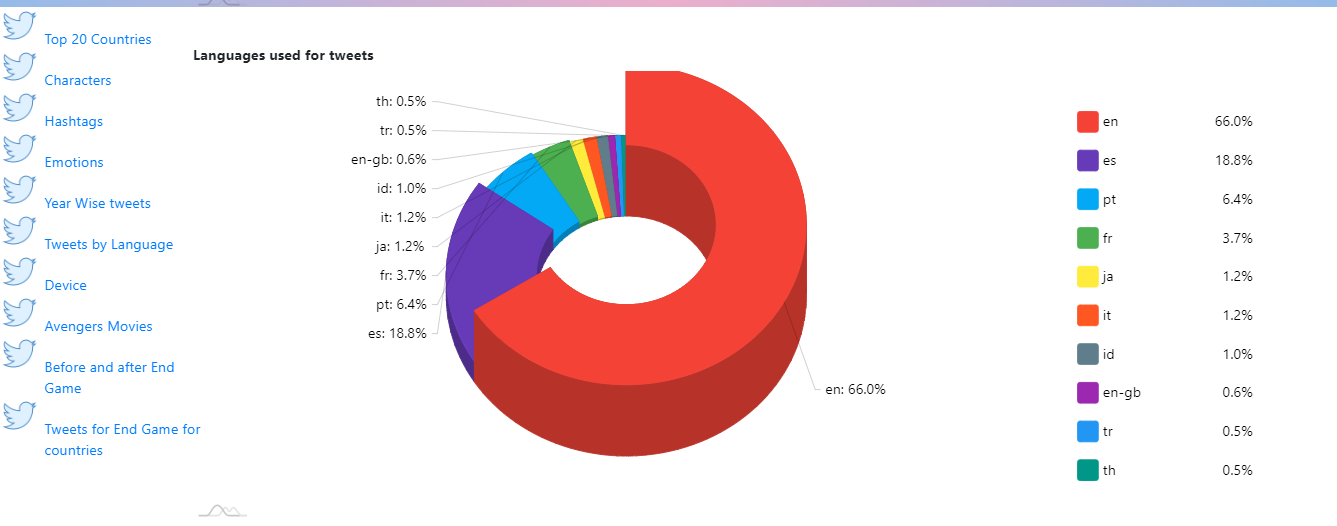 Top 20 Countries
Characters
Hashtags
Emotions
Year Wise tweets
Tweets by Language
Device
Avengers Movies
Before and after End
Game
Tweets for End Game for
countries
Languages used for tweets
th: 0.5%
tr: 0.5%
en-gb: 0.6%
id: 1.0%
it: 1.2%
ja: 1.2%
fr: 3.7%
pt: 6.4%
es: 18.8%
en: 66.0%
en 66.0%
es 18.8%
pt 6.4%
fr 3.7%
ja 1.2%
it 1.2%
id 1.0%
en-gb 0.6%
tr 0.5%
th 0.5%